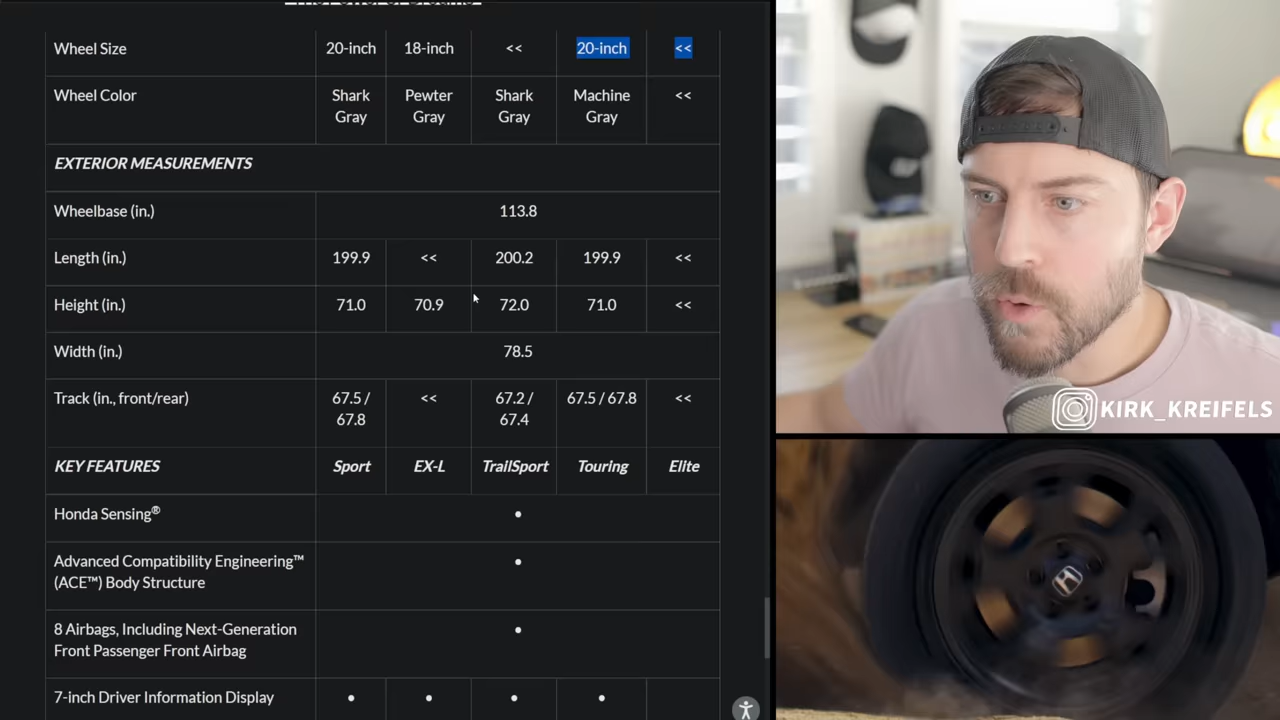 Wheel Size 20-inch 18-inch << 20-inch <<
Wheel Color Shark Gray Pewter Gray Shark Gray Machine Gray <<
EXTERIOR MEASUREMENTS
Wheelbase (in.) 113.8
Length (in.) 199.9 << 200.2 199.9 <<
Height (in.) 71.0 70.9 72.0 71.0 <<
Width (in.) 78.5
Track (in., front/rear) 67.5 / 67.8 << 67.2 / 67.4 67.5 / 67.8 <<
KEY FEATURES Sport EX-L TrailSport Touring Elite
Honda Sensing® •
Advanced Compatibility Engineering™
(ACE™) Body Structure •
8 Airbags, Including Next-Generation
Front Passenger Front Airbag •
7-inch Driver Information Display • • • •
KIRK_KREIFELS